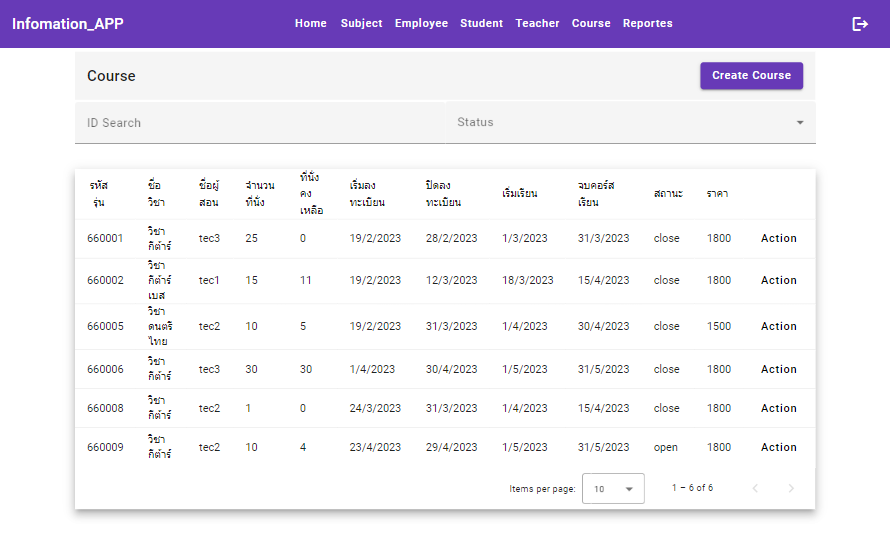 Infomation_APP Home Subject Employee Student Teacher Course Reportes
Course Create Course
ID Search Status
รหัสรุ่น ชื่อวิชา ชื่อผู้สอน จำนวนที่นั่ง ที่นั่งคงเหลือ เริ่มลงทะเบียน ปิดลงทะเบียน เริ่มเรียน จบคอร์สเรียน สถานะ ราคา
660001 วิชากีต้าร์ tec3 25 0 19/2/2023 28/2/2023 1/3/2023 31/3/2023 close 1800 Action
660002 วิชากีต้าร์เบส tec1 15 11 19/2/2023 12/3/2023 18/3/2023 15/4/2023 close 1800 Action
660005 วิชาดนตรีไทย tec2 10 5 19/2/2023 31/3/2023 1/4/2023 30/4/2023 close 1500 Action
660006 วิชากีต้าร์ tec3 30 30 1/4/2023 30/4/2023 1/5/2023 31/5/2023 close 1800 Action
660008 วิชากีต้าร์ tec2 1 0 24/3/2023 31/3/2023 1/4/2023 15/4/2023 close 1800 Action
660009 วิชากีต้าร์ tec2 10 4 23/4/2023 29/4/2023 1/5/2023 31/5/2023 open 1800 Action
Items per page: 10 1 – 6 of 6